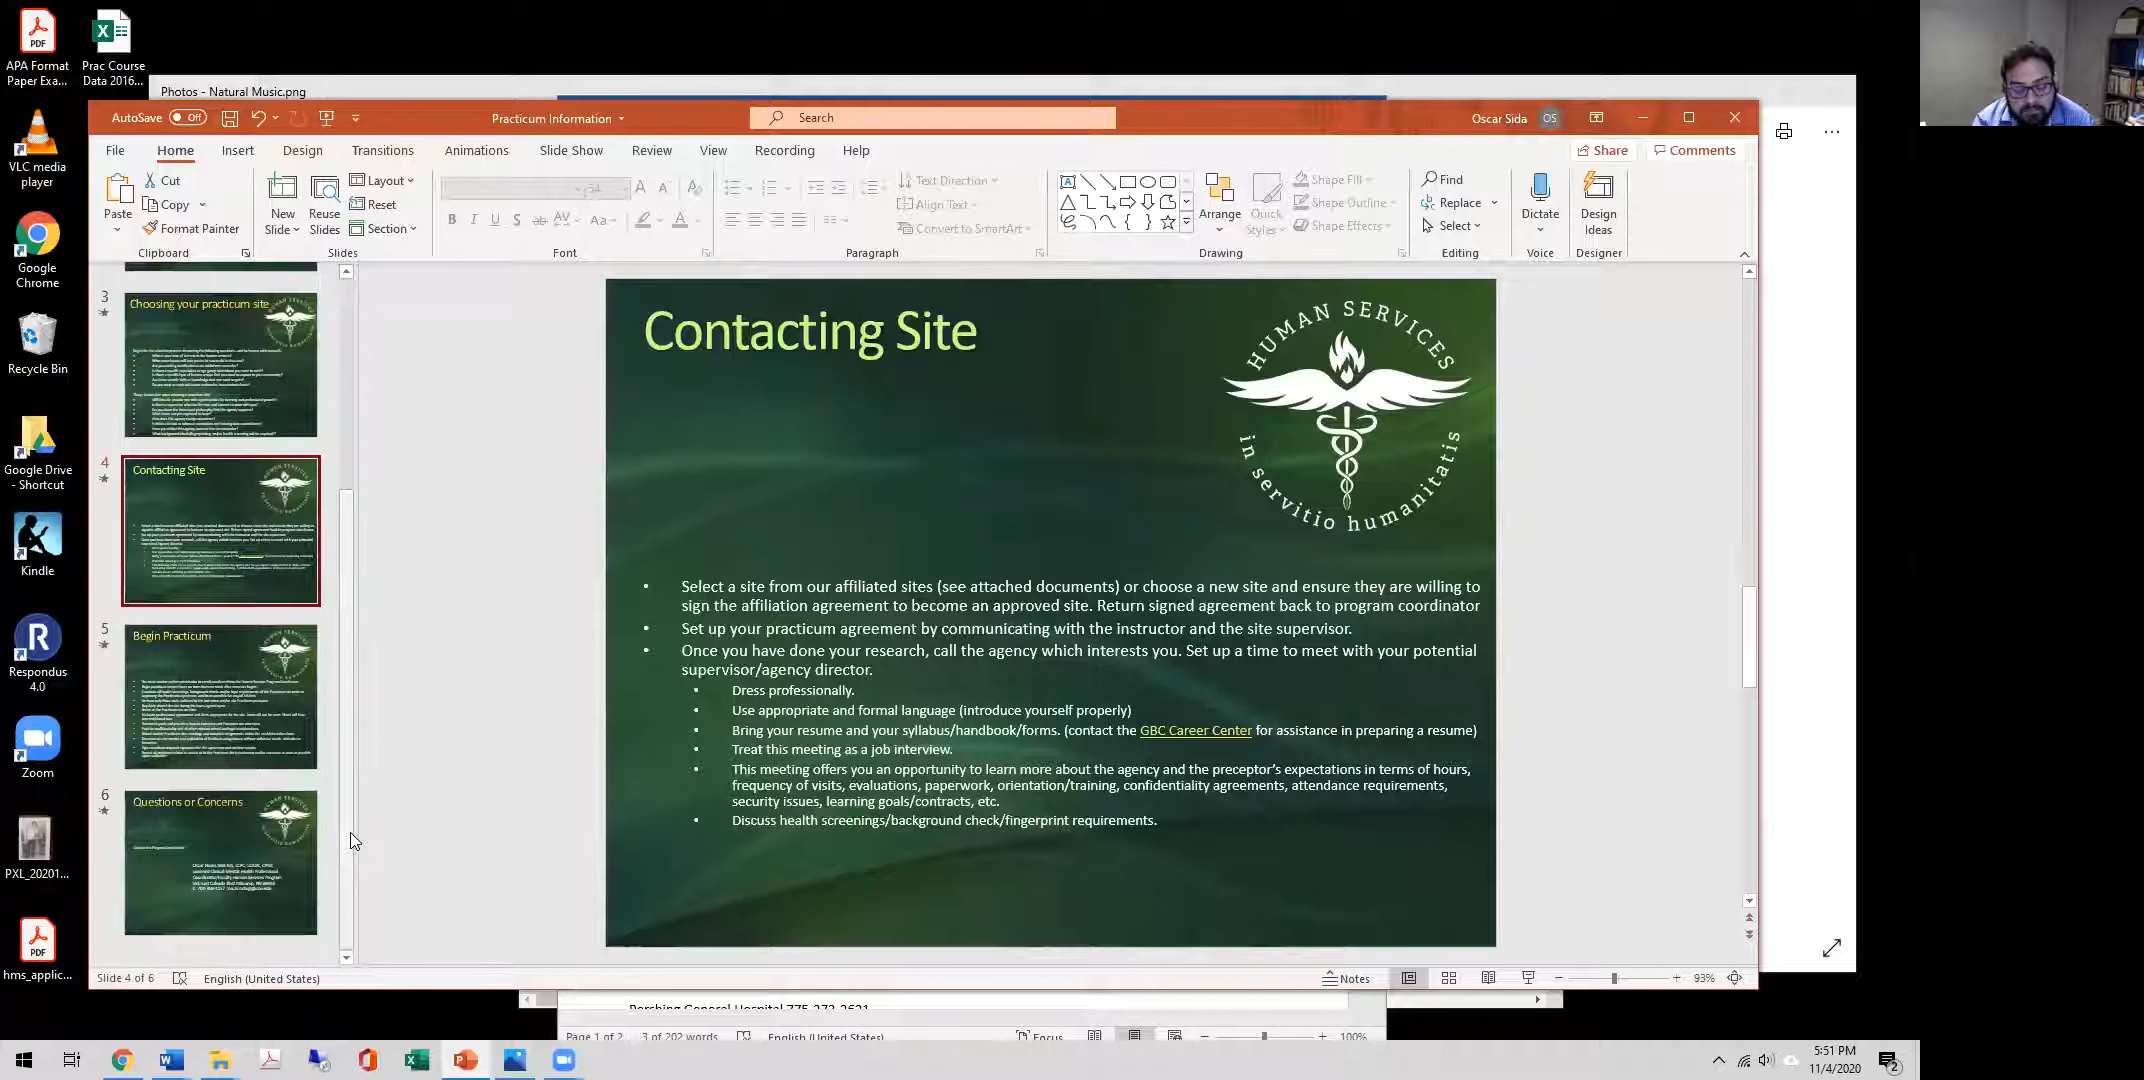 APA Format
Paper Exa...
Prac Course
Data 2016...
VLC media
player
Google
Chrome
Recycle Bin
Google Drive
- Shortcut
Kindle
Respondus
4.0
Zoom
PXL_20201...
hms_applic...
Photos - Natural Music.png
AutoSave Off
Practicum Information
Search
Oscar Sida OS
File Home Insert Design Transitions Animations Slide Show Review View Recording Help
Share Comments
Paste
Cut
Copy
Format Painter
Clipboard
New
Slide
Reuse
Slides
Layout
Reset
Section
Slides
54
Font
Text Direction
Align Text
Convert to SmartArt
Paragraph
Arrange
Quick
Styles
Shape Fill
Shape Outline
Shape Effects
Drawing
Find
Replace
Select
Editing
Dictate
Voice
Design
Ideas
Designer
3
Choosing your practicum site
4
Contacting Site
5
Begin Practicum
6
Questions or Concerns
Contacting Site
HUMAN SERVICES
in servitio humanitatis
• Select a site from our affiliated sites (see attached documents) or choose a new site and ensure they are willing to
sign the affiliation agreement to become an approved site. Return signed agreement back to program coordinator
• Set up your practicum agreement by communicating with the instructor and the site supervisor.
• Once you have done your research, call the agency which interests you. Set up a time to meet with your potential
supervisor/agency director.
• Dress professionally.
• Use appropriate and formal language (introduce yourself properly)
• Bring your resume and your syllabus/handbook/forms. (contact the GBC Career Center for assistance in preparing a resume)
• Treat this meeting as a job interview.
• This meeting offers you an opportunity to learn more about the agency and the preceptor's expectations in terms of hours,
frequency of visits, evaluations, paperwork, orientation/training, confidentiality agreements, attendance requirements,
security issues, learning goals/contracts, etc.
• Discuss health screenings/background check/fingerprint requirements.
Slide 4 of 6 English (United States)
Notes 93%
Pershing General Hospital 775-273-2621
Page 1 of 2 3 of 202 words English (United States) Focus 100%
5:51 PM
11/4/2020
2